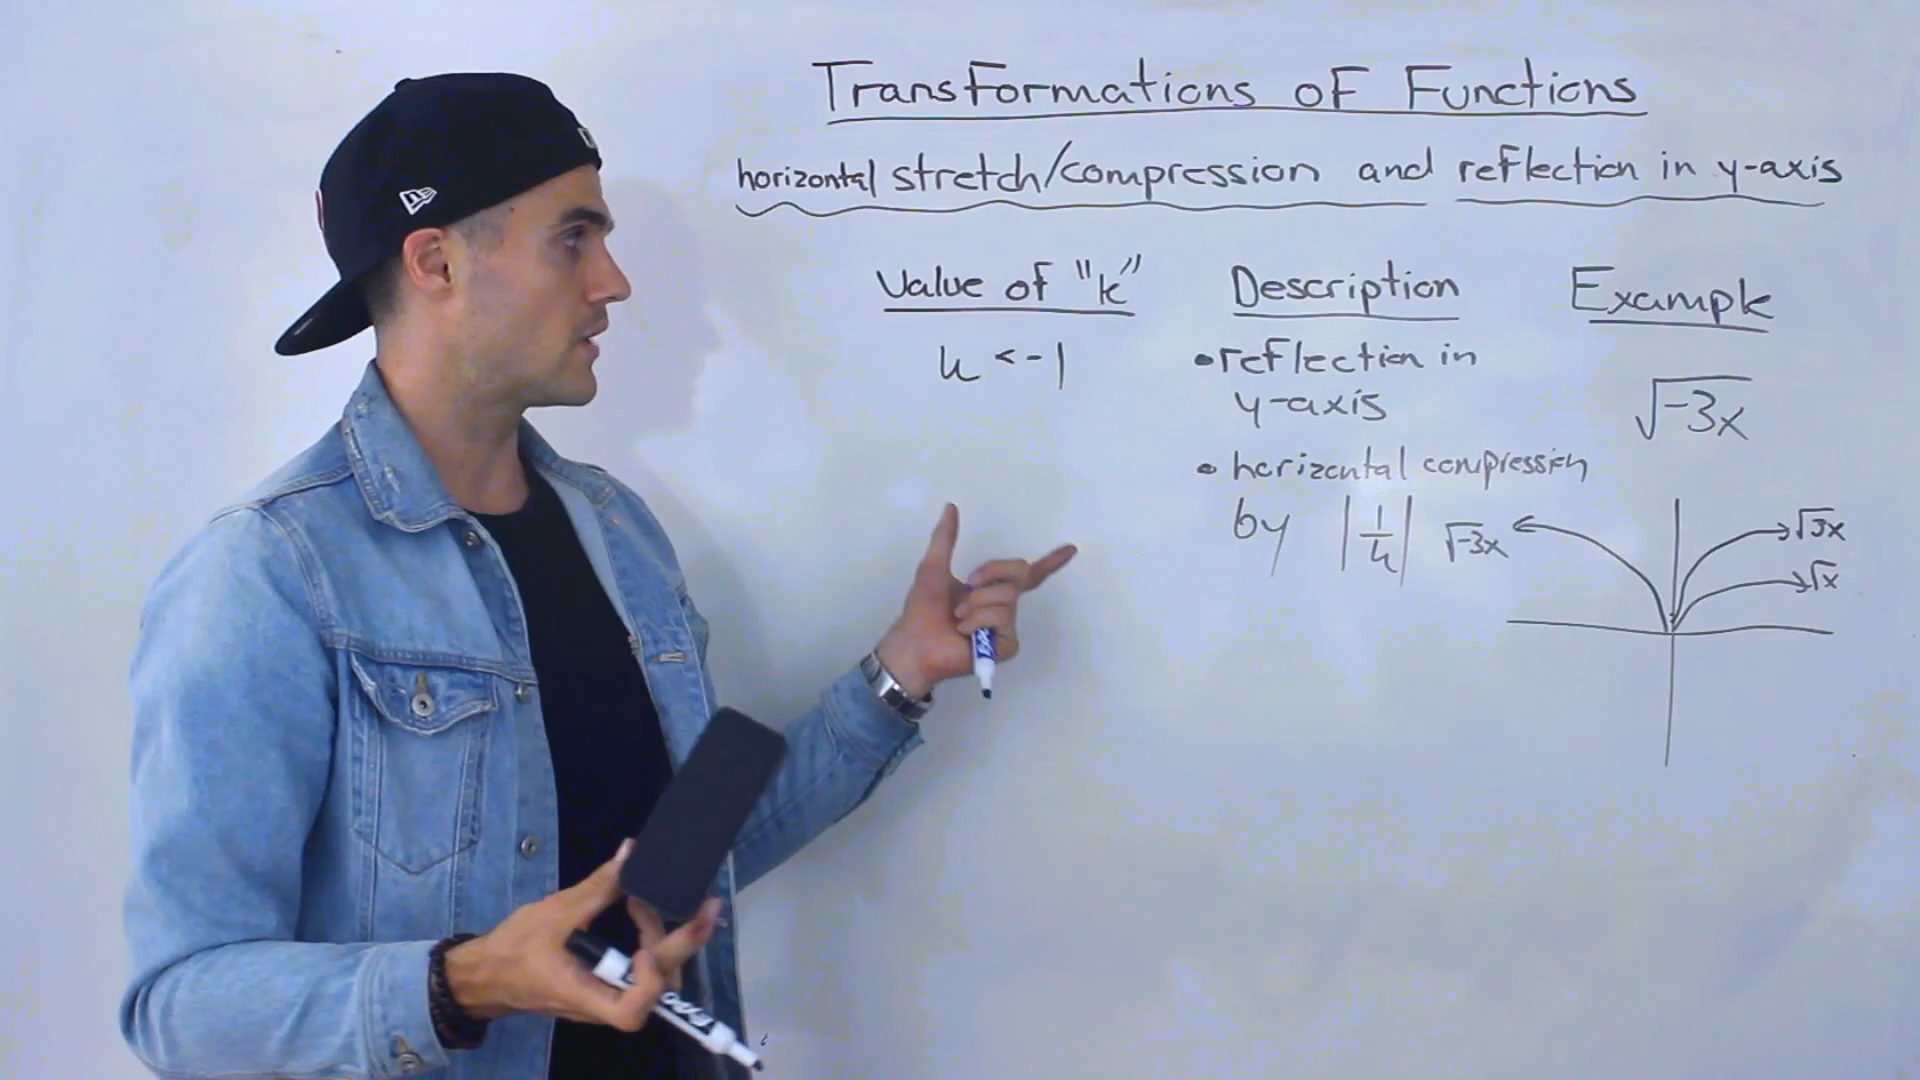 Transformations of Functions
horizontal stretch/compression and reflection in y-axis
Value of "k"
Description
Example
k < -1
• reflection in
y-axis
• horizontal compression
by |1/k|
√-3x
√-3x
√3x
√x
EXPO